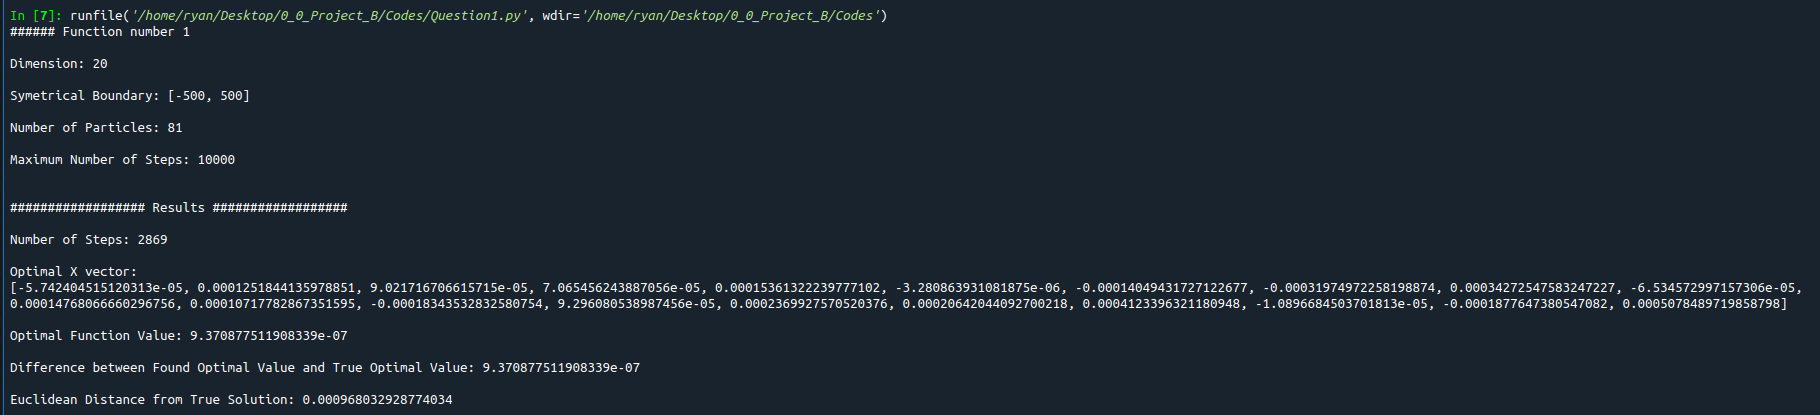 In [7]: runfile('/home/ryan/Desktop/0_0_Project_B/Codes/Question1.py', wdir='/home/ryan/Desktop/0_0_Project_B/Codes')
###### Function number 1
Dimension: 20
Symetrical Boundary: [-500, 500]
Number of Particles: 81
Maximum Number of Steps: 10000
################## Results ##################
Number of Steps: 2869
Optimal X vector:
[-5.742404515120313e-05, 0.0001251844135978851, 9.021716706615715e-05, 7.065456243887056e-05, 0.00015361322239777102, -3.280863931081875e-06, -0.00014049431727122677, -0.00031974972258198874, 0.00034272547583247227, -6.534572997157306e-05,
0.00014768066660296756, 0.00010717782867351595, -0.00018343532832580754, 9.296080538987456e-05, 0.0002369927570520376, 0.00020642044092700218, 0.0004123396321180948, -1.0896684503701813e-05, -0.0001877647380547082, 0.0005078489719858798]
Optimal Function Value: 9.370877511908339e-07
Difference between Found Optimal Value and True Optimal Value: 9.370877511908339e-07
Euclidean Distance from True Solution: 0.000968032928774034